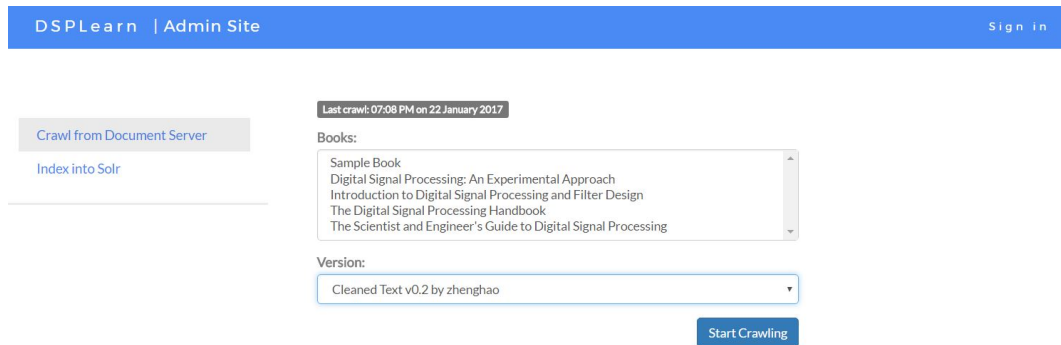 DSPLearn | Admin Site
Sign in
Crawl from Document Server
Index into Solr
Last crawl: 07:08 PM on 22 January 2017
Books:
Sample Book
Digital Signal Processing: An Experimental Approach
Introduction to Digital Signal Processing and Filter Design
The Digital Signal Processing Handbook
The Scientist and Engineer's Guide to Digital Signal Processing
Version:
Cleaned Text v0.2 by zhenghao
Start Crawling